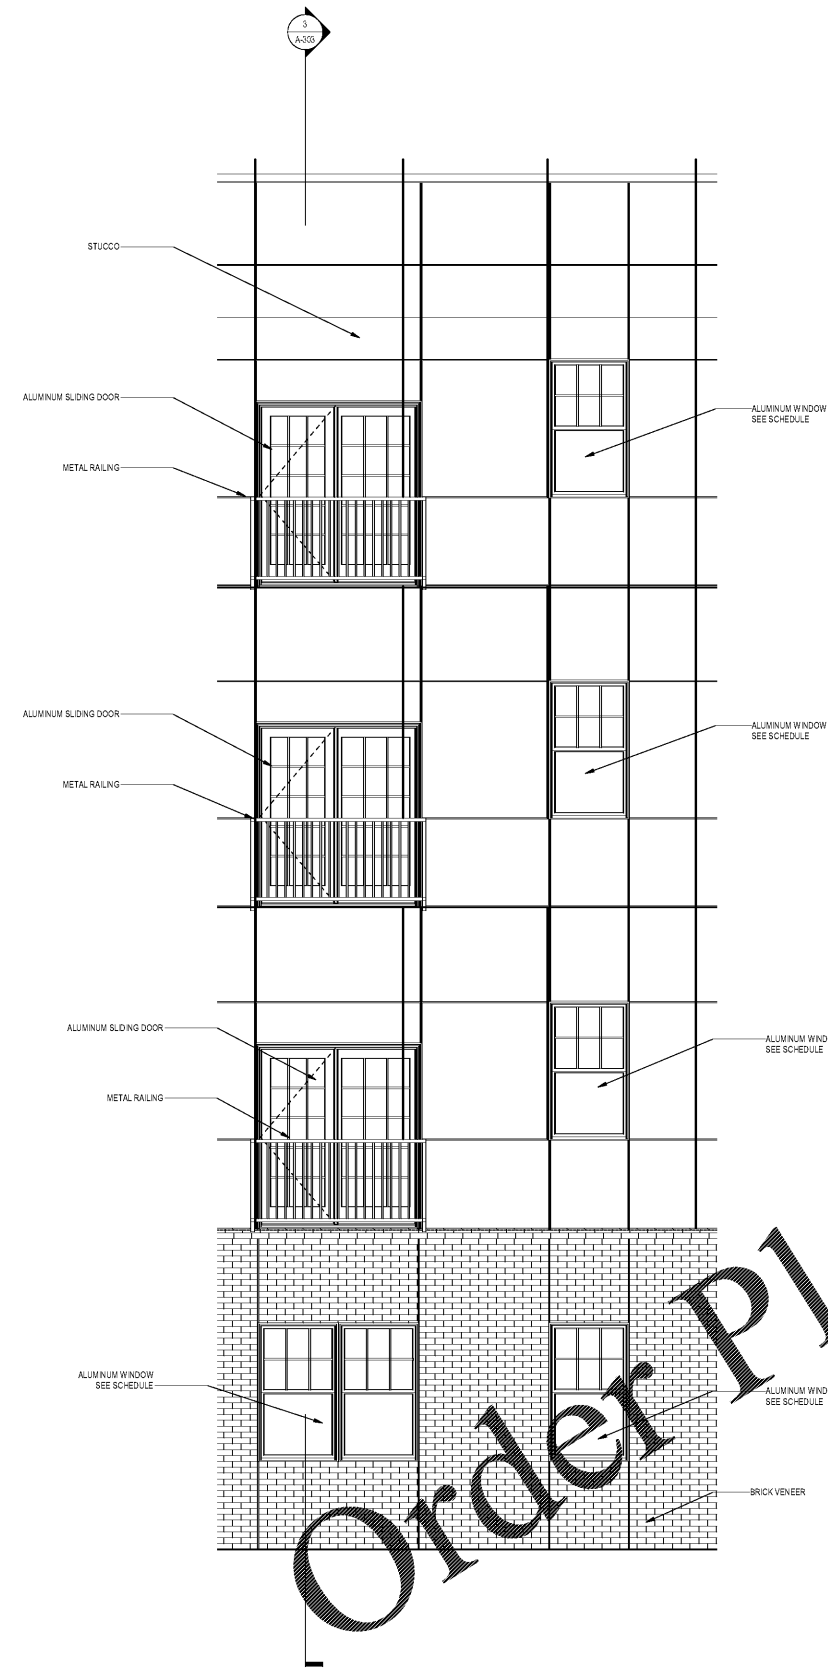 3
A-303
STUCCO
ALUMINUM SLIDING DOOR
ALUMINUM WINDOW
SEE SCHEDULE
METAL RAILING
ALUMINUM SLIDING DOOR
ALUMINUM WINDOW
SEE SCHEDULE
METAL RAILING
ALUMINUM SLIDING DOOR
ALUMINUM WIND
SEE SCHEDULE
METAL RAILING
ALUMINUM WINDOW
SEE SCHEDULE
ALUMINUM WIND
SEE SCHEDULE
BRICK VENEER
Order Pl